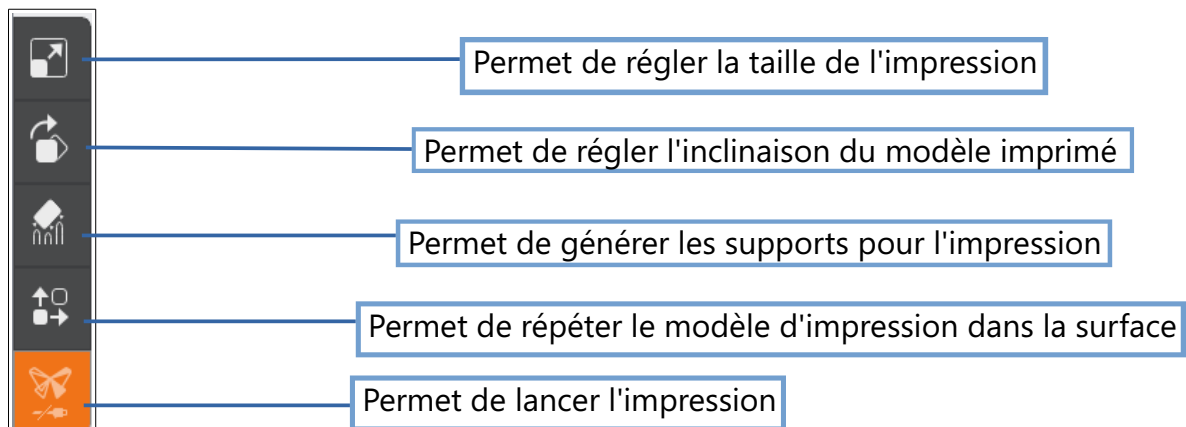 Permet de régler la taille de l'impression
Permet de régler l'inclinaison du modèle imprimé
Permet de générer les supports pour l'impression
Permet de répéter le modèle d'impression dans la surface
Permet de lancer l'impression